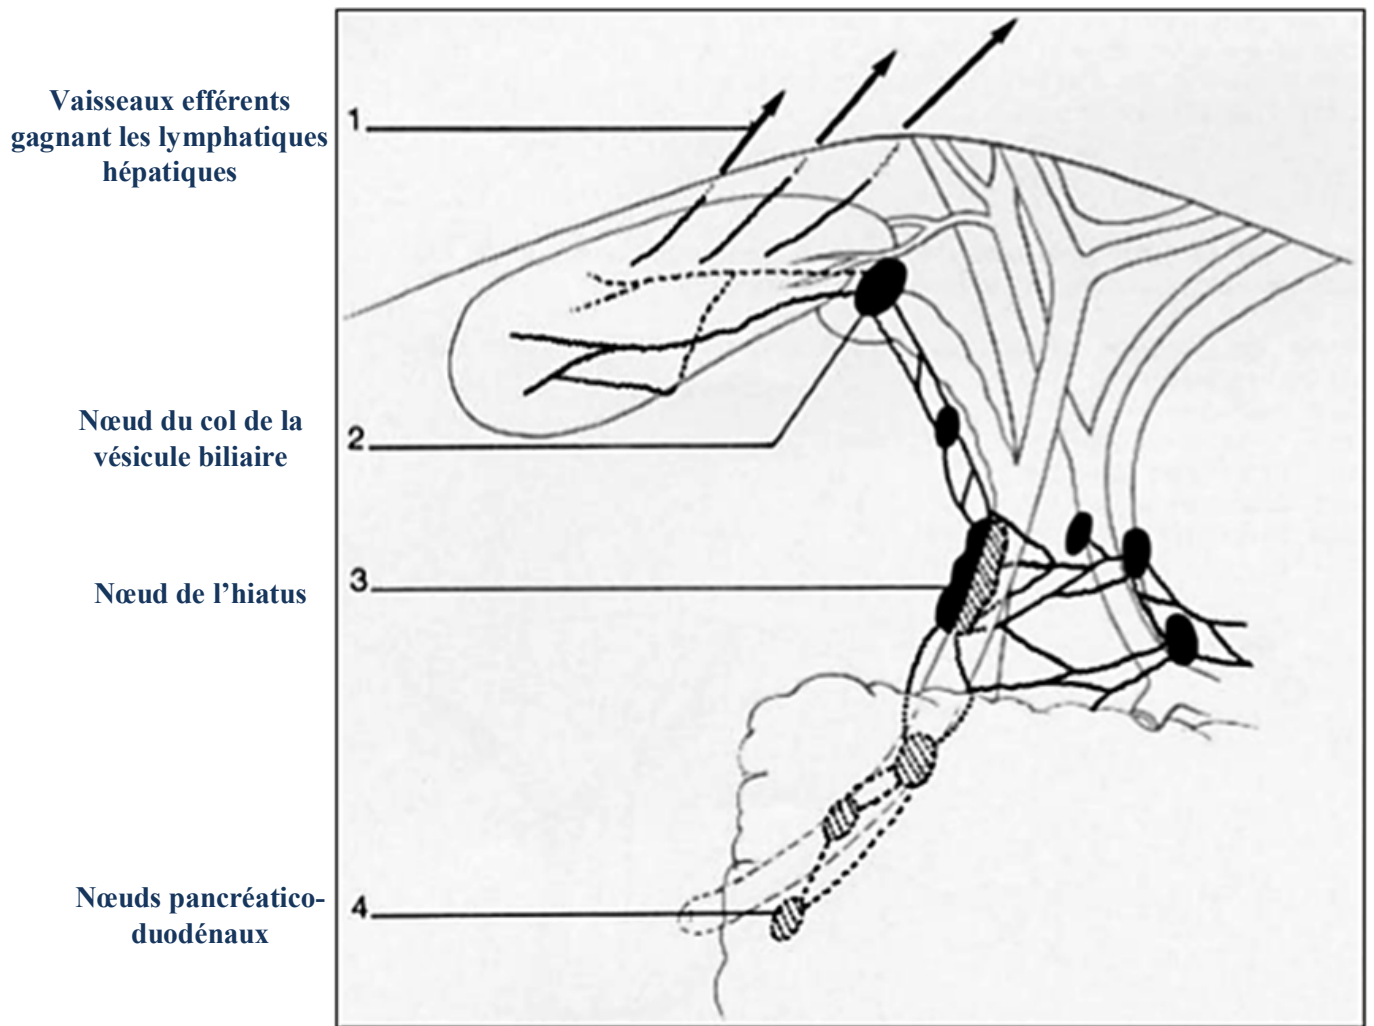 Vaisseaux efférents
gagnant les lymphatiques
hépatiques
1
Nœud du col de la
vésicule biliaire
2
Nœud de l’hiatus
3
Nœuds pancréatico-
duodénaux
4